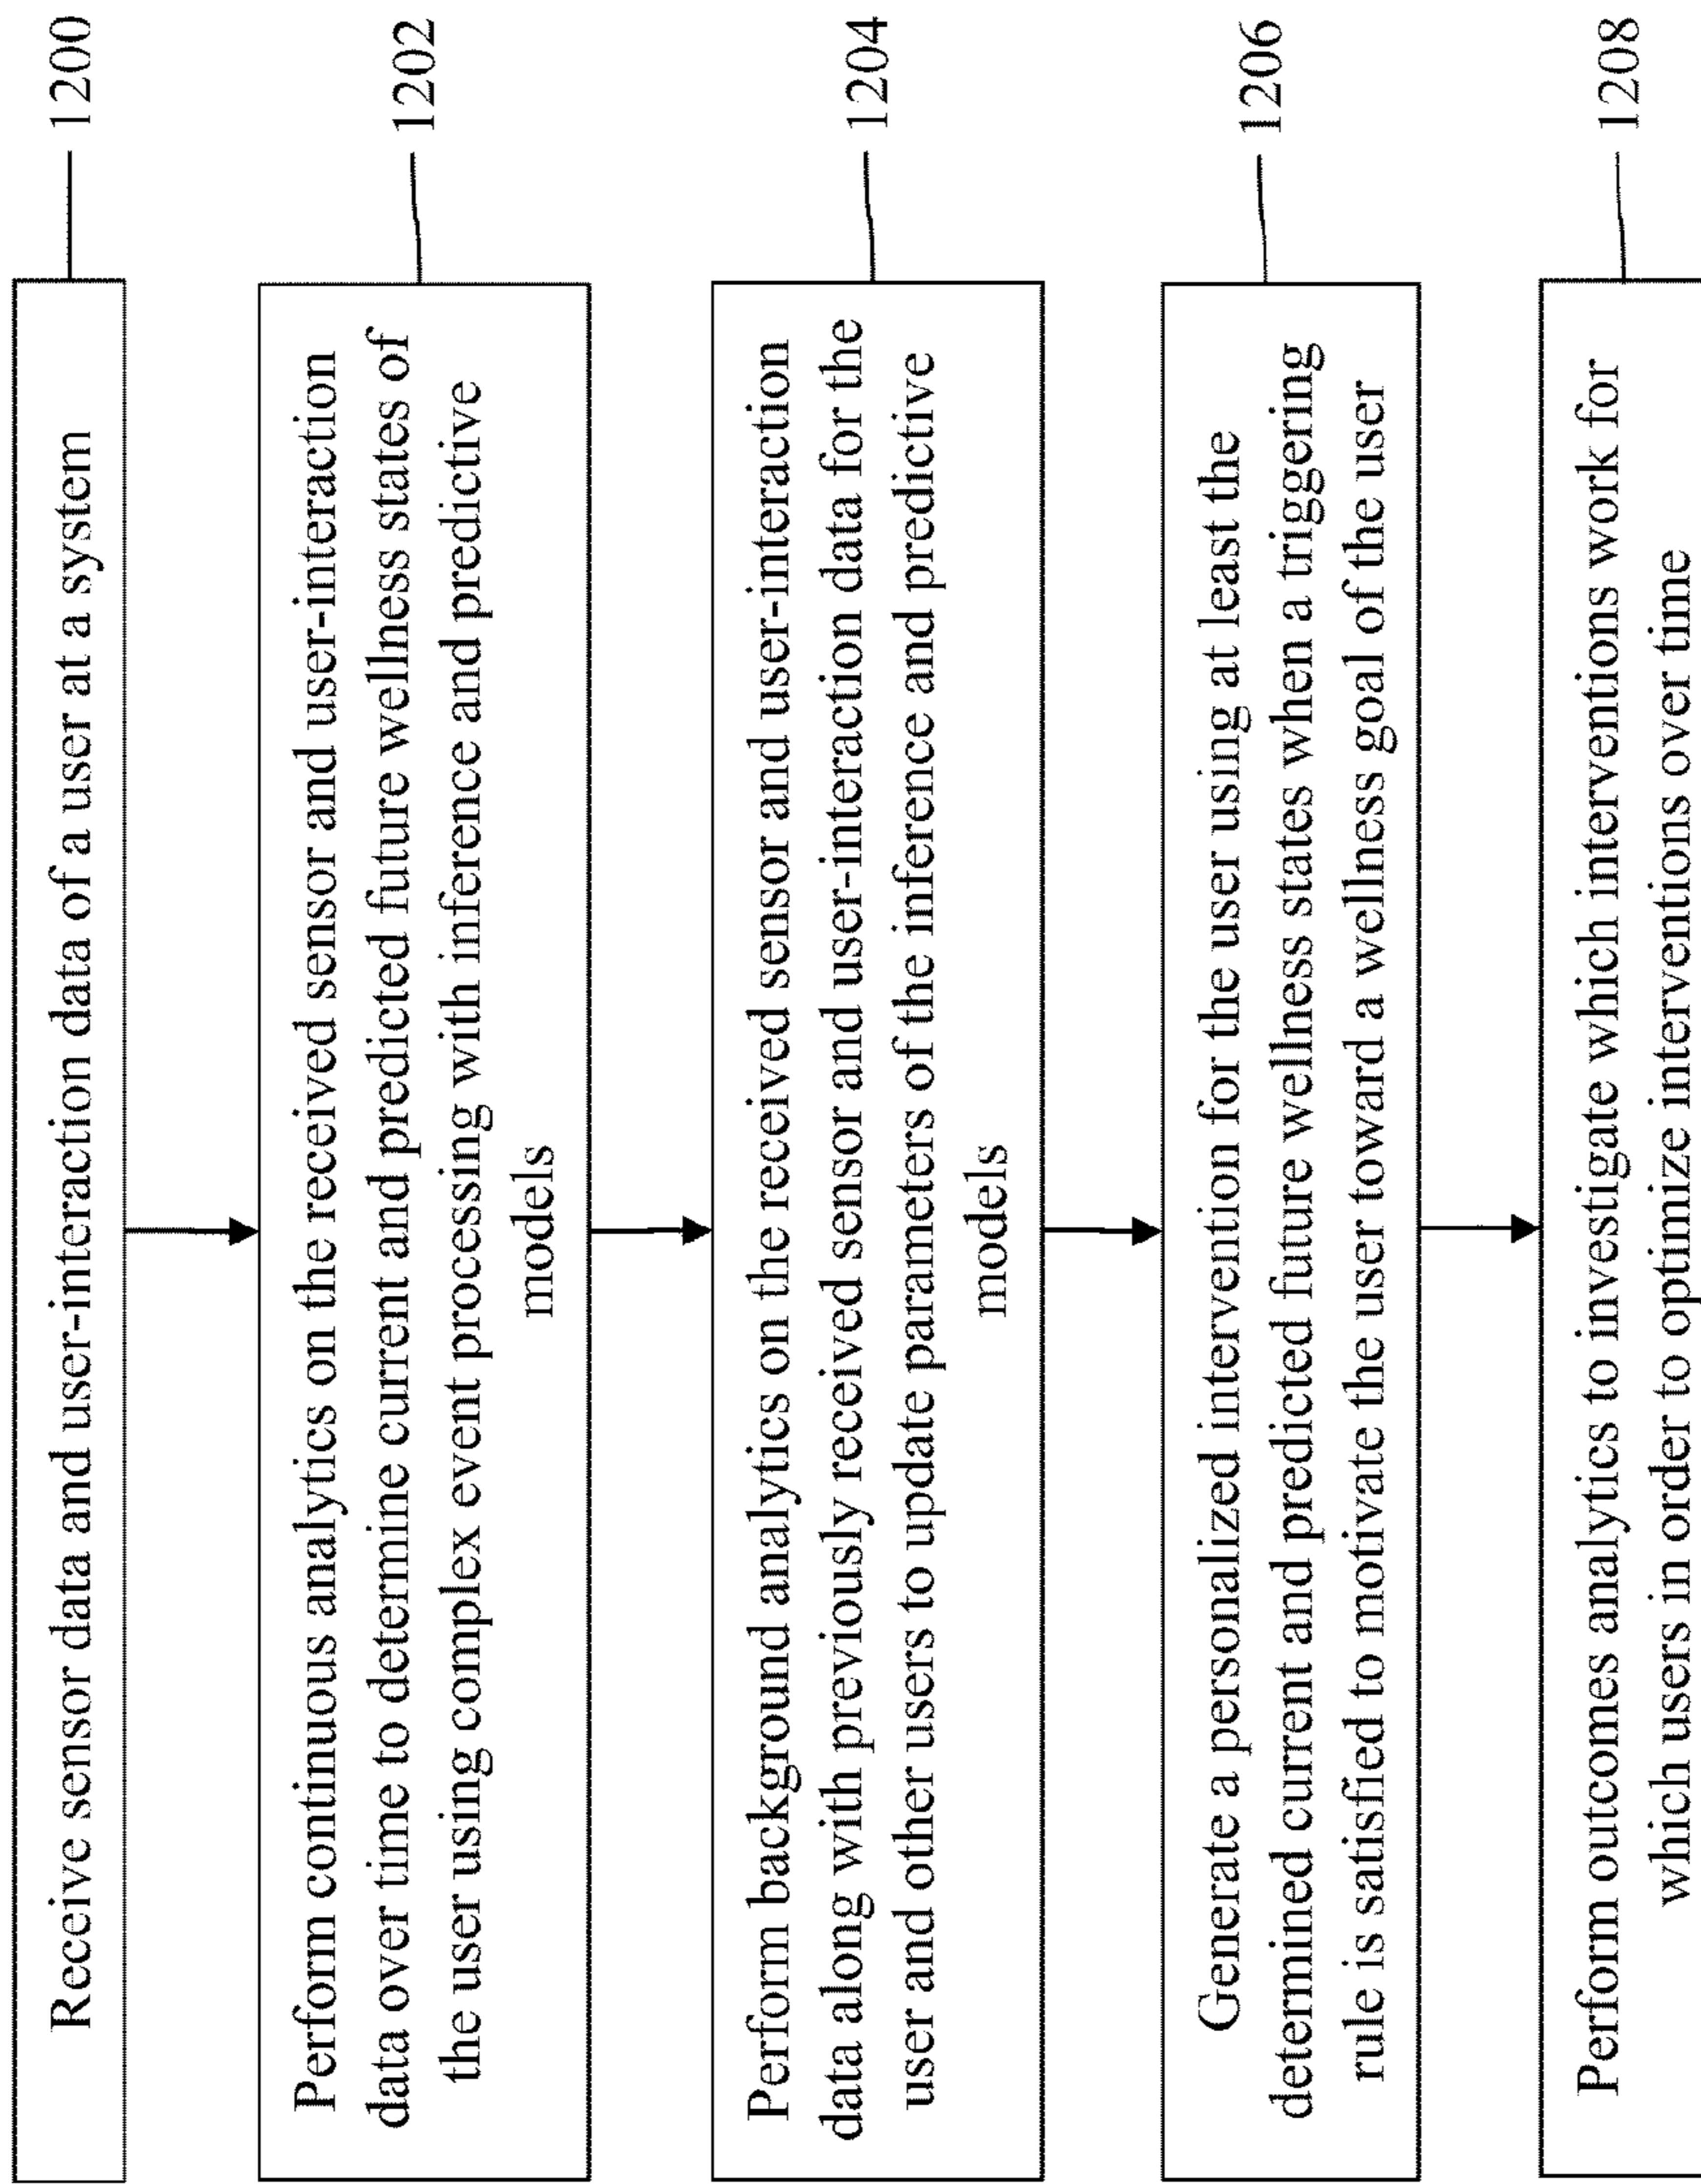 Receive sensor data and user-interaction data of a user at a system
1200
Perform continuous analytics on the received sensor and user-interaction
data over time to determine current and predicted future wellness states of
the user using complex event processing with inference and predictive
models
1202
Perform background analytics on the received sensor and user-interaction
data along with previously received sensor and user-interaction data for the
user and other users to update parameters of the inference and predictive
models
1204
Generate a personalized intervention for the user using at least the
determined current and predicted future wellness states when a triggering
rule is satisfied to motivate the user toward a wellness goal of the user
1206
Perform outcomes analytics to investigate which interventions work for
which users in order to optimize interventions over time
1208